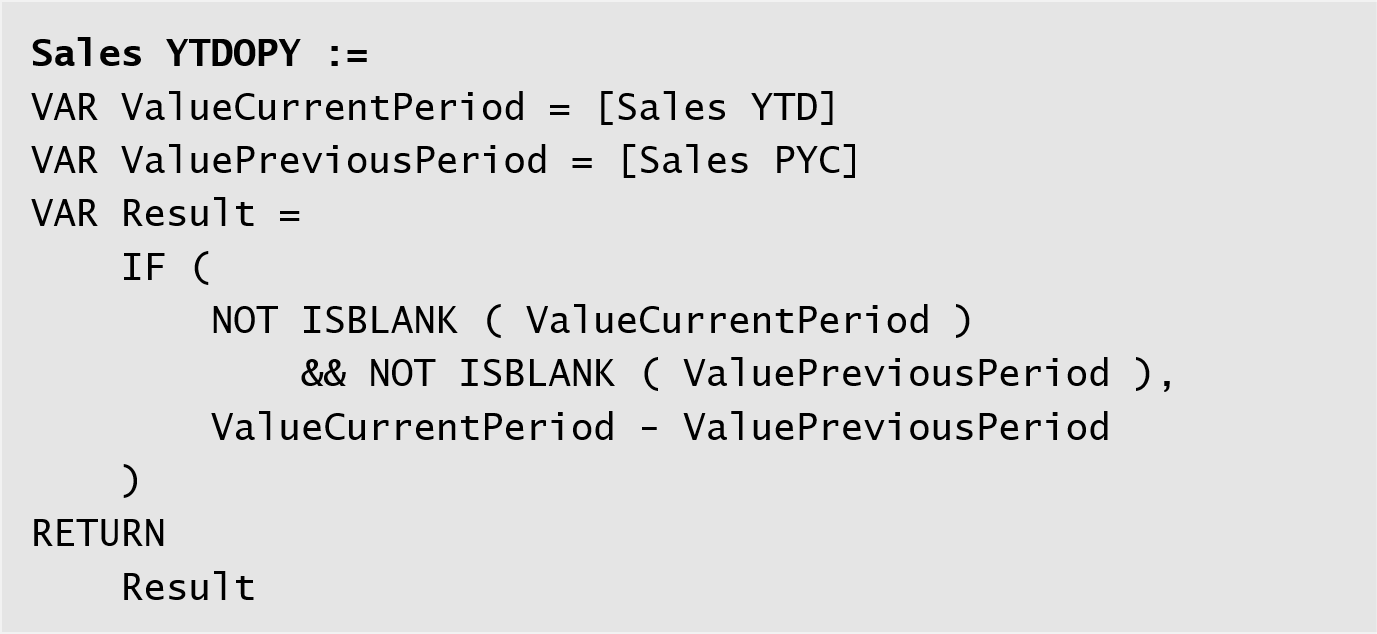 Sales YTDOPY :=
VAR ValueCurrentPeriod = [Sales YTD]
VAR ValuePreviousPeriod = [Sales PYC]
VAR Result =
    IF (
        NOT ISBLANK ( ValueCurrentPeriod )
            && NOT ISBLANK ( ValuePreviousPeriod ),
        ValueCurrentPeriod - ValuePreviousPeriod
    )
RETURN
    Result